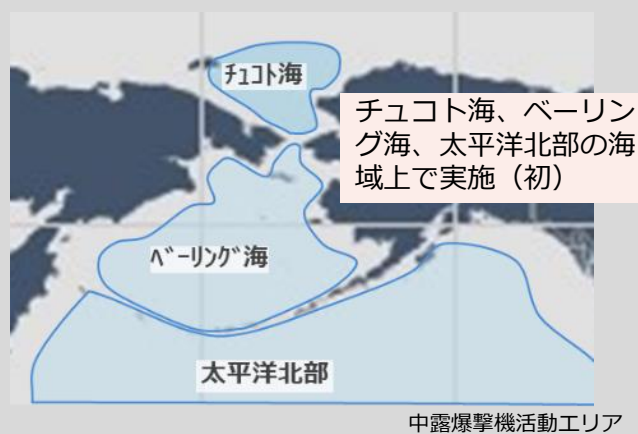 ﾁｭｺﾄ海
チュコト海、ベーリン
グ海、太平洋北部の海
域上で実施（初）
ﾍﾞｰﾘﾝｸﾞ海
太平洋北部
中露爆撃機活動エリア